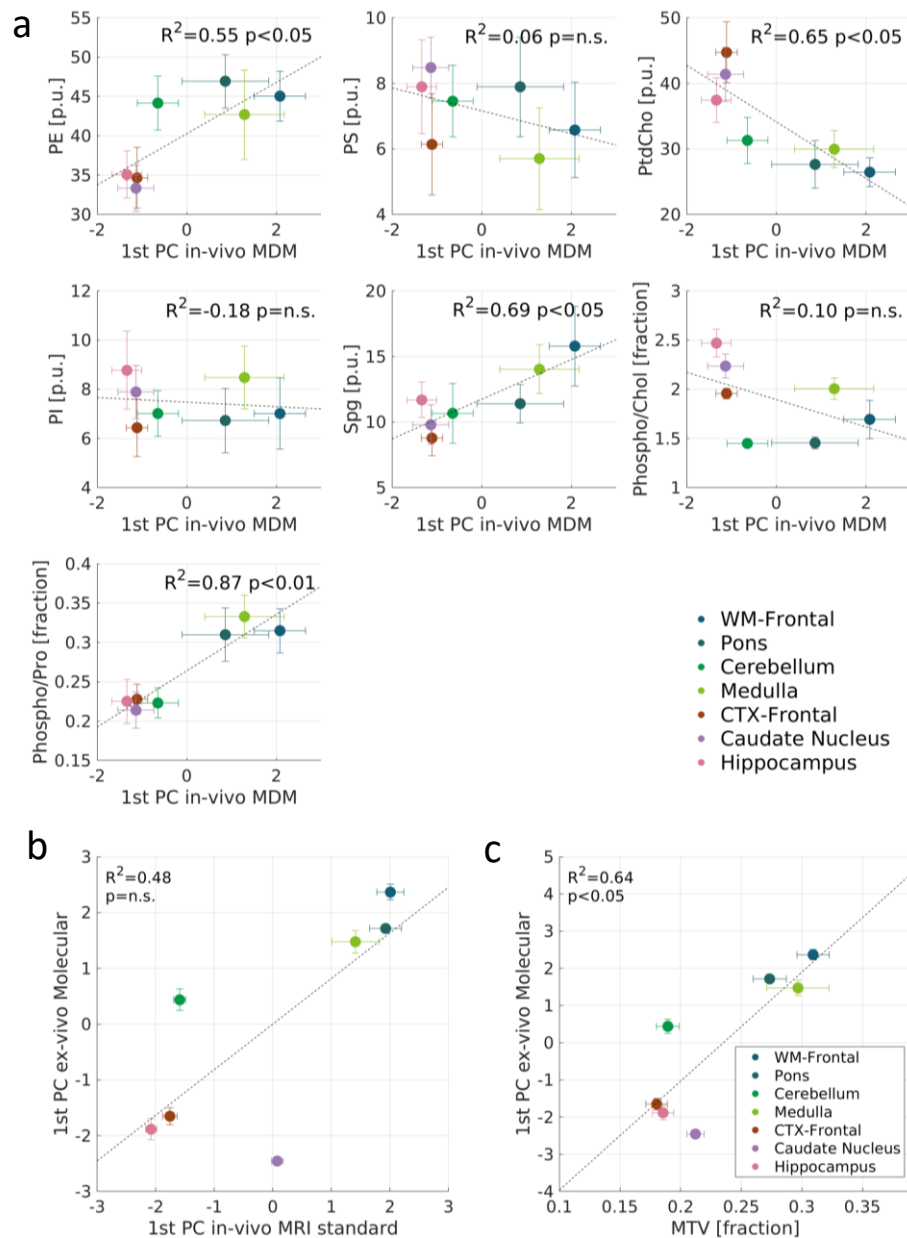 a
PE [p.u.]
55
50
45
40
35
30
R²=0.55 p<0.05
-2
0
2
1st PC in-vivo MDM
PS [p.u.]
10
8
6
4
R²=0.06 p=n.s.
-2
0
2
1st PC in-vivo MDM
PtdCho [p.u.]
50
40
30
20
R²=0.65 p<0.05
-2
0
2
1st PC in-vivo MDM
PI [p.u.]
12
10
8
6
4
R²=-0.18 p=n.s.
-2
0
2
1st PC in-vivo MDM
Spg [p.u.]
20
15
10
5
R²=0.69 p<0.05
-2
0
2
1st PC in-vivo MDM
Phospho/Chol [fraction]
3
2.5
2
1.5
1
R²=0.10 p=n.s.
-2
0
2
1st PC in-vivo MDM
Phospho/Pro [fraction]
0.4
0.35
0.3
0.25
0.2
0.15
R²=0.87 p<0.01
-2
0
2
1st PC in-vivo MDM
WM-Frontal
Pons
Cerebellum
Medulla
CTX-Frontal
Caudate Nucleus
Hippocampus
b
1st PC ex-vivo Molecular
3
2
1
0
-1
-2
-3
R²=0.48
p=n.s.
-3
-2
-1
0
1
2
3
1st PC in-vivo MRI standard
c
1st PC ex-vivo Molecular
5
4
3
2
1
0
-1
-2
-3
-4
R²=0.64
p<0.05
WM-Frontal
Pons
Cerebellum
Medulla
CTX-Frontal
Caudate Nucleus
Hippocampus
0.1
0.15
0.2
0.25
0.3
0.35
MTV [fraction]